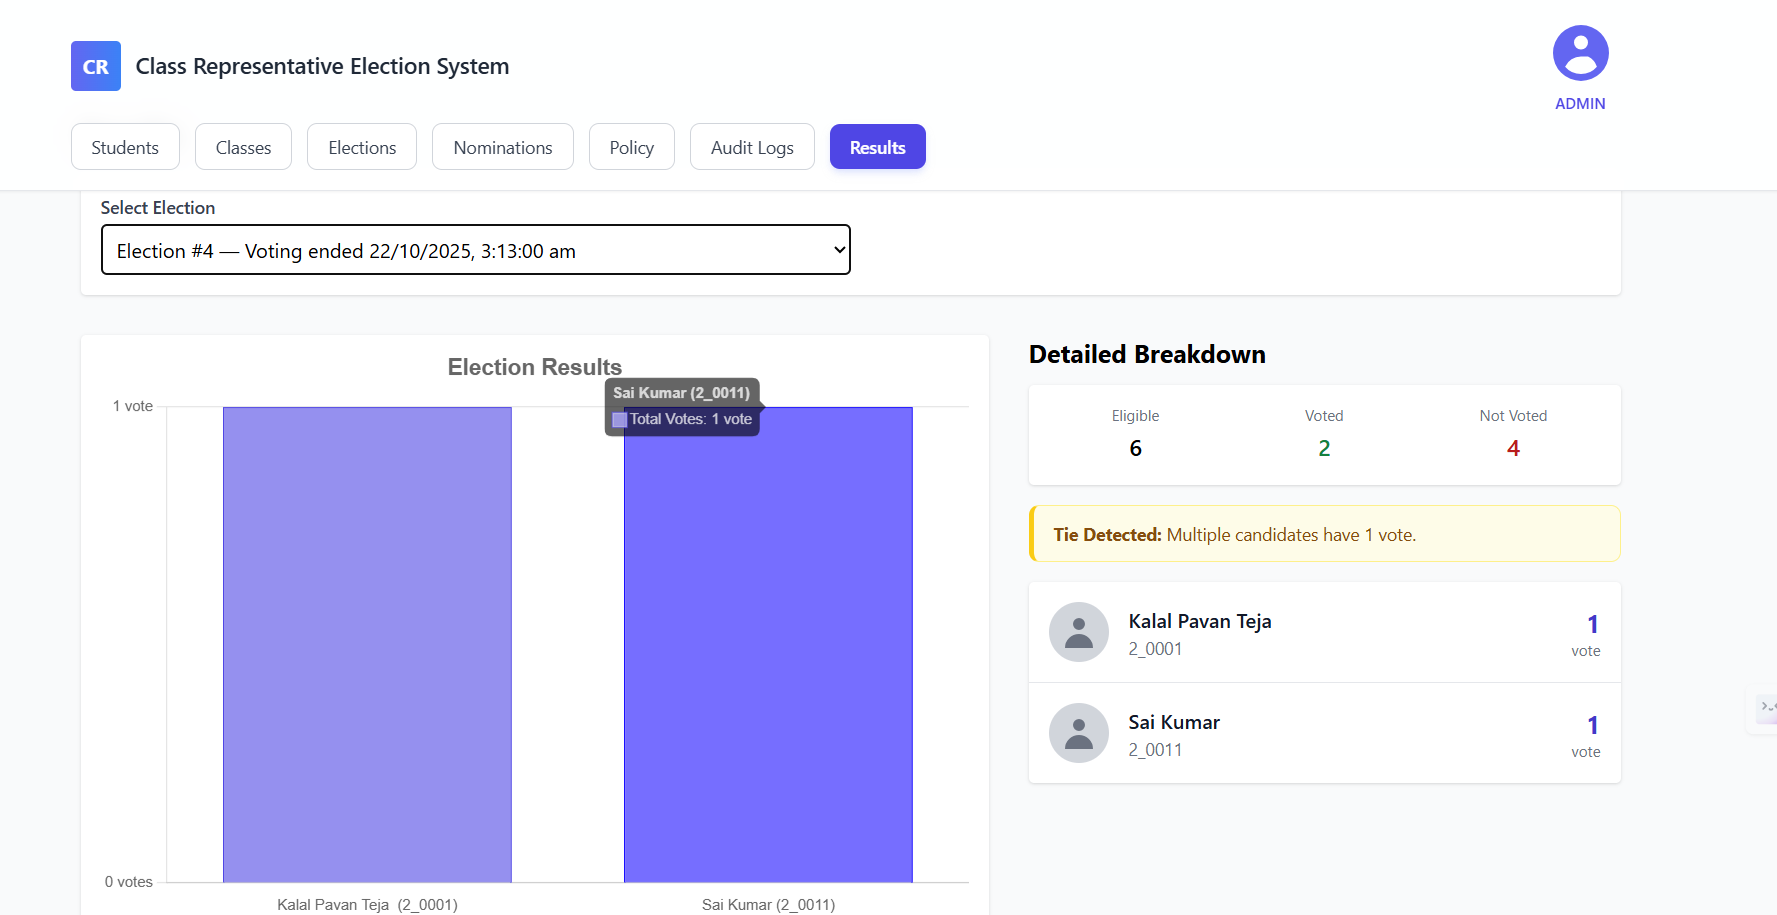 CR
Class Representative Election System
ADMIN
Students
Classes
Elections
Nominations
Policy
Audit Logs
Results
Select Election
Election #4 — Voting ended 22/10/2025, 3:13:00 am
Election Results
Sai Kumar (2_0011)
Total Votes: 1 vote
1 vote
0 votes
Kalal Pavan Teja (2_0001)
Sai Kumar (2_0011)
Detailed Breakdown
Eligible
6
Voted
2
Not Voted
4
Tie Detected: Multiple candidates have 1 vote.
Kalal Pavan Teja
2_0001
1
vote
Sai Kumar
2_0011
1
vote